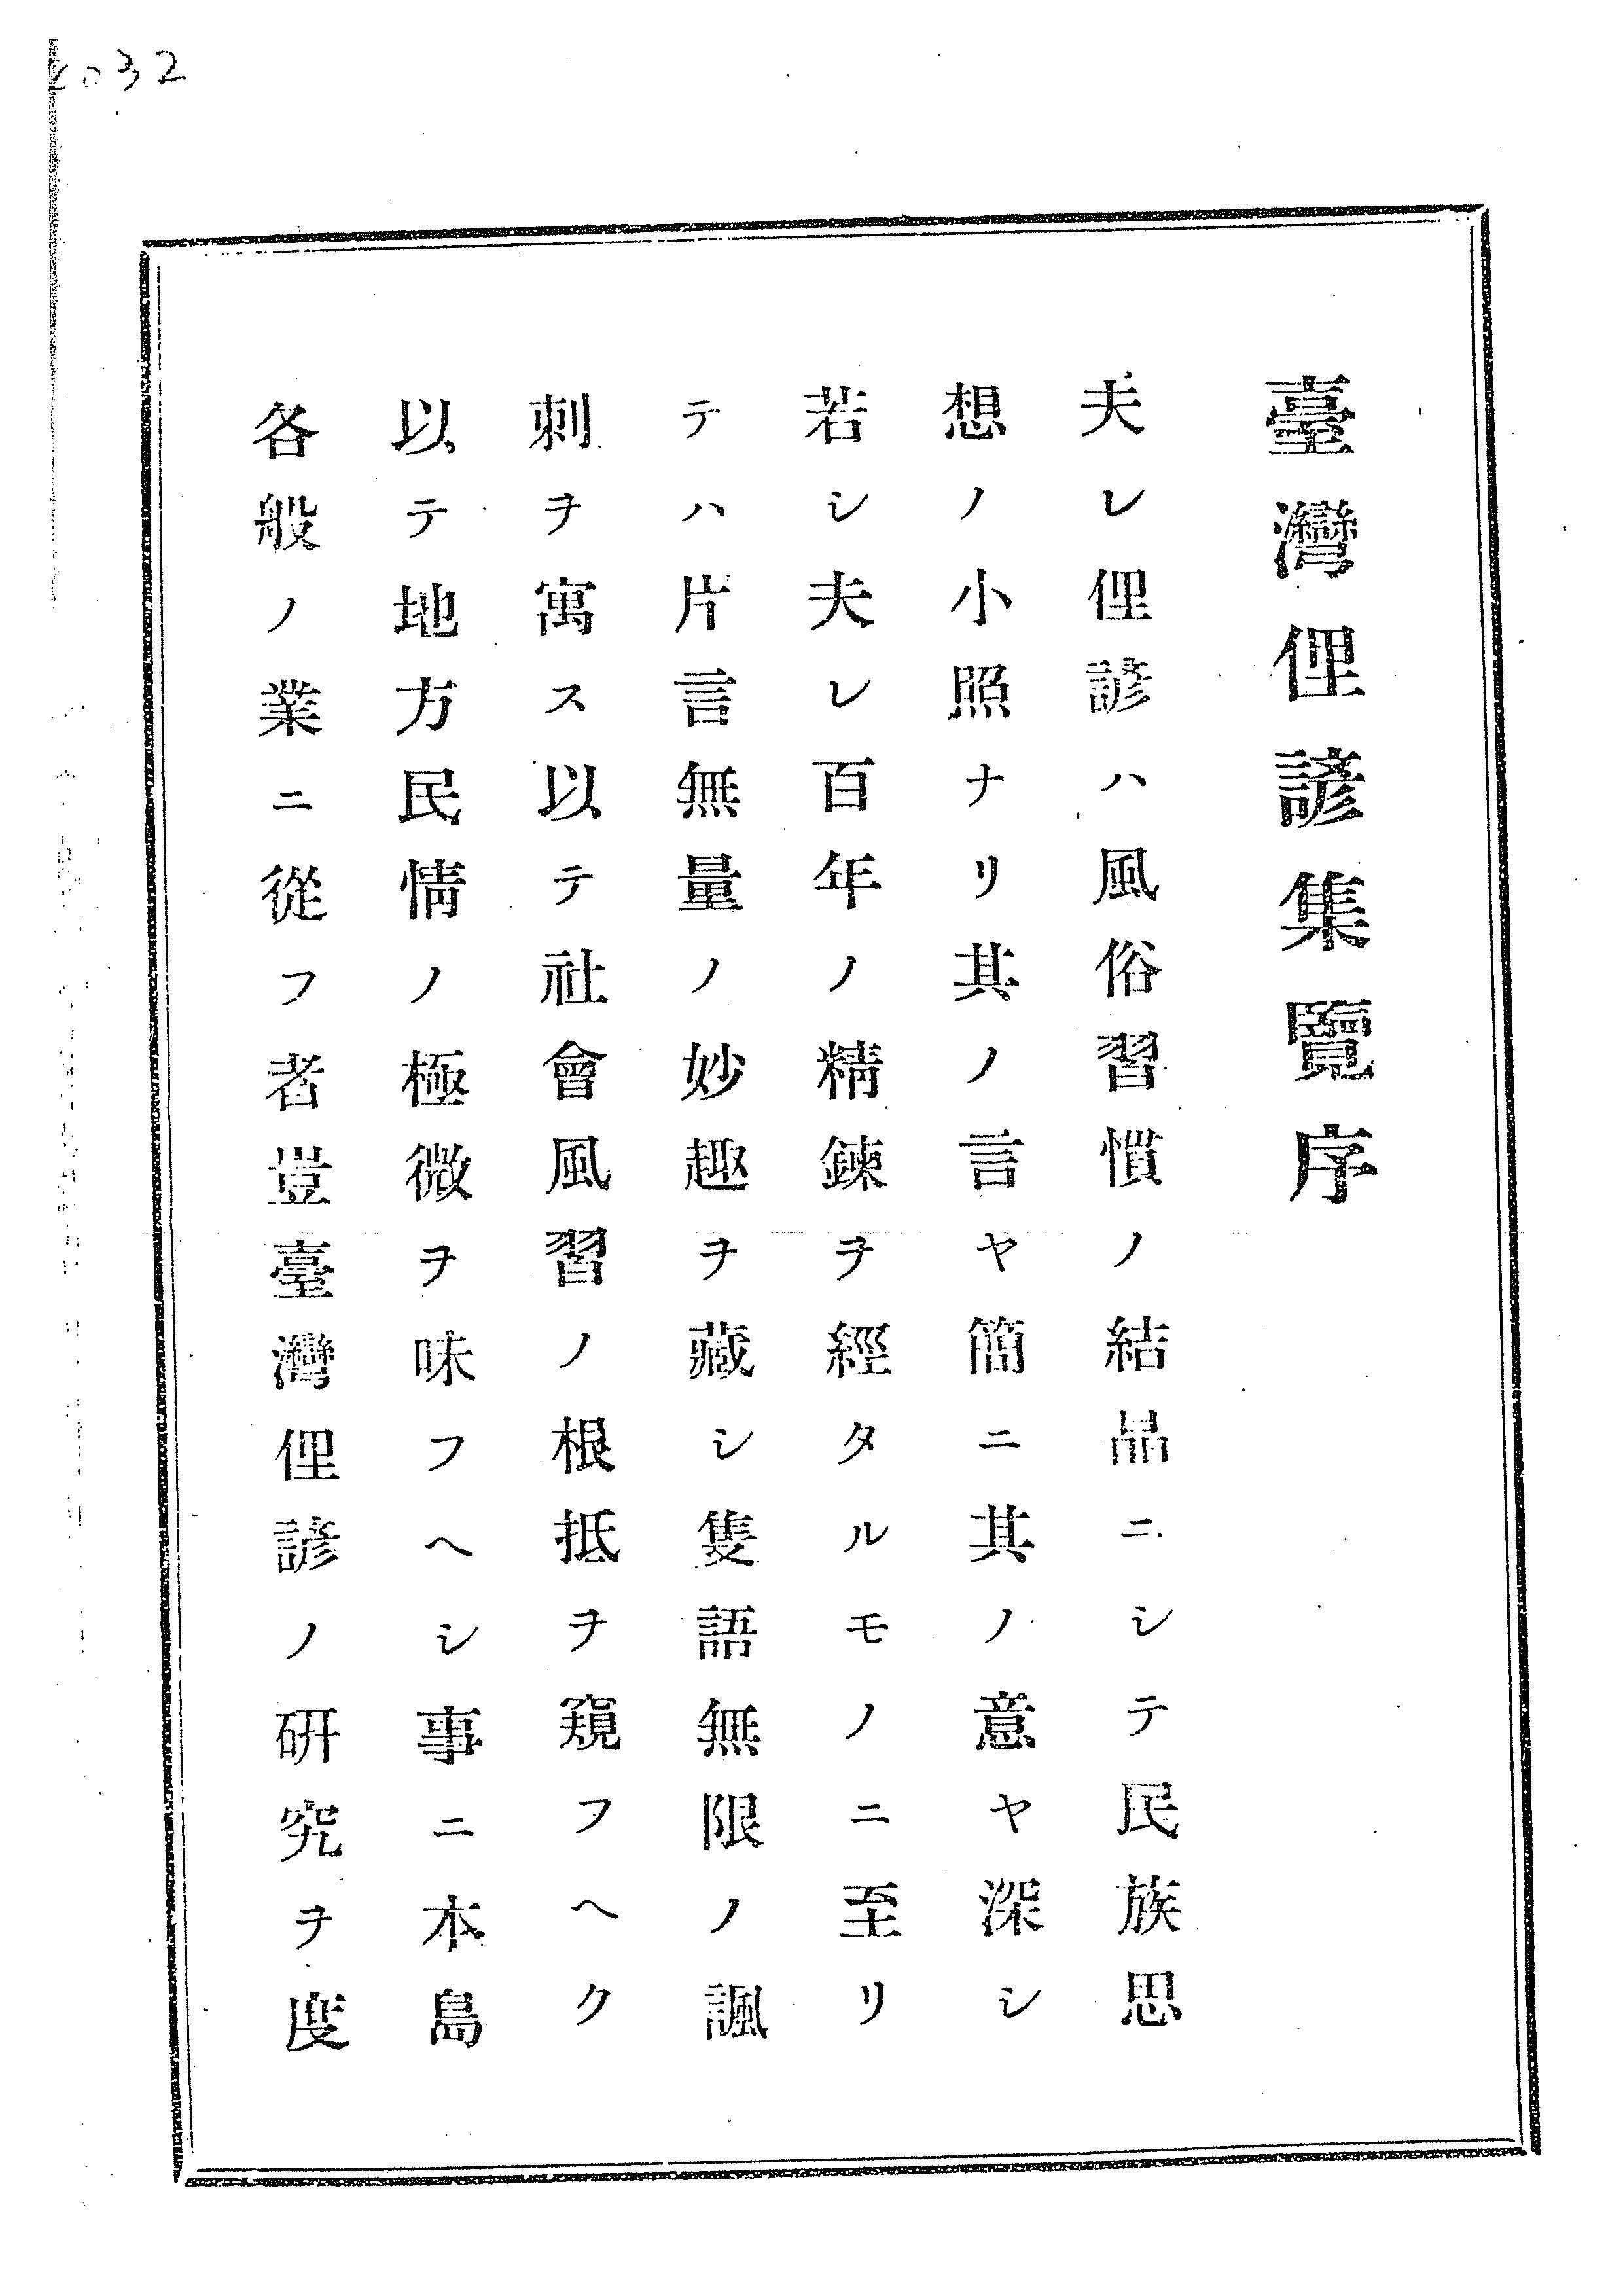 032
臺灣俚諺集覽序
夫レ俚諺ハ風俗習慣ノ結晶ニシテ民族思
想ノ小照ナリ其ノ言ヤ簡ニ其ノ意ヤ深シ
若シ夫レ百年ノ精鍊ヲ經タルモノニ至リ
テハ片言無量ノ妙趣ヲ藏シ隻語無限ノ諷
刺ヲ寓ス以テ社會風習ノ根抵ヲ窺フヘク
以テ地方民情ノ極微ヲ味フヘシ事ニ本島
各般ノ業ニ從フ者豈臺灣俚諺ノ硏究ヲ度